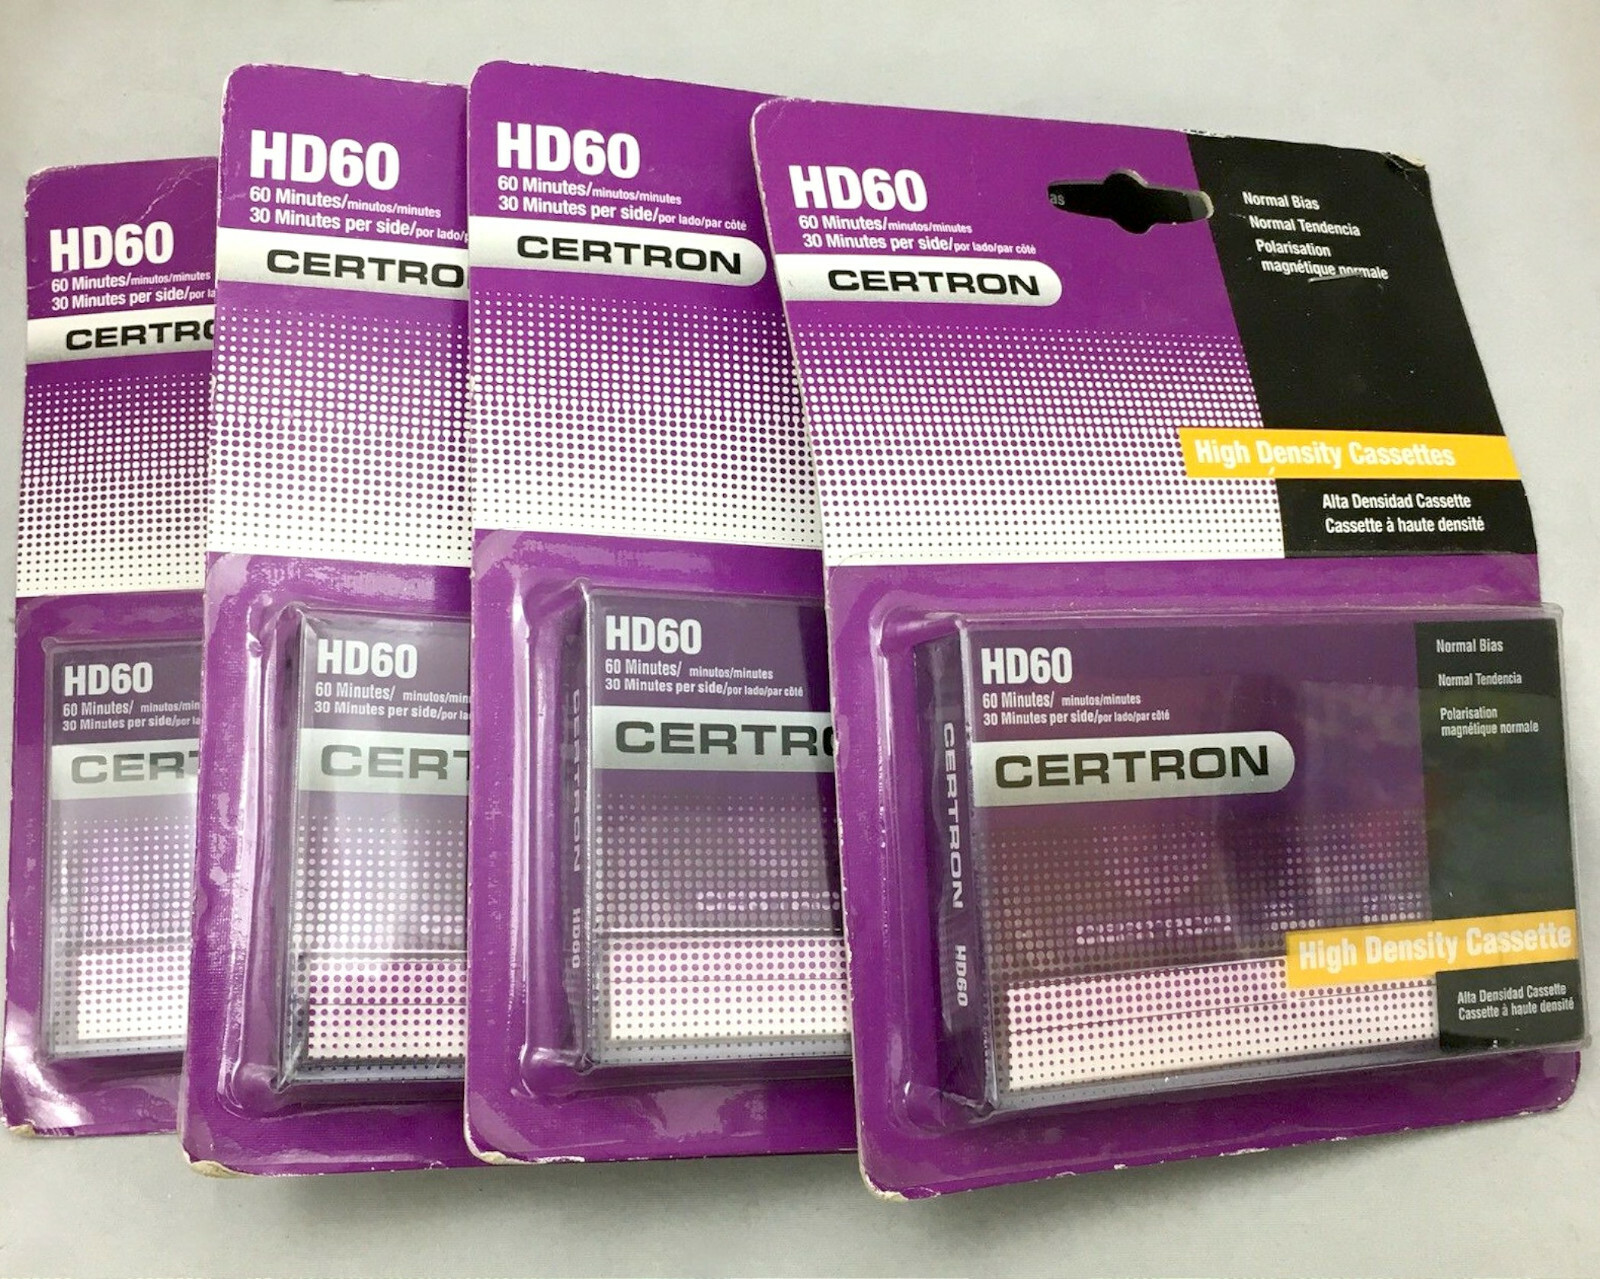 HD60
60 Minutes/minutos/minutes
30 Minutes per side/por
CERTRO
HD60
60 Minutes/ minutos/
30 Minutes per side/por
CERT
HD60
60 Minutes/minutos/minutes
30 Minutes per side/por lado/
CERTRO
HD60
60 Minutes/ minutos/
30 Minutes per side/por
CERT
HD60
60 Minutes/minutos/minutes
30 Minutes per side/por lado/par côté
CERTRON
HD60
60 Minutes/ minutos/minutes
30 Minutes per side/por lado/par côté
CERTRO
CERTRON HD60
HD60
60 Minutes/minutos/minutes
30 Minutes per side/por lado/par côté
CERTRON
as
Normal Bias
Normal Tendencia
Polarisation
magnétique normale
High Density Cassettes
Alta Densidad Cassette
Cassette à haute densité
HD60
60 Minutes/ minutos/minutes
30 Minutes per side/por lado/par côté
CERTRON
CERTRON HD60
Normal Bias
Normal Tendencia
Polarisation
magnétique normale
High Density Cassette
Alta Densidad Cassette
Cassette à haute densité